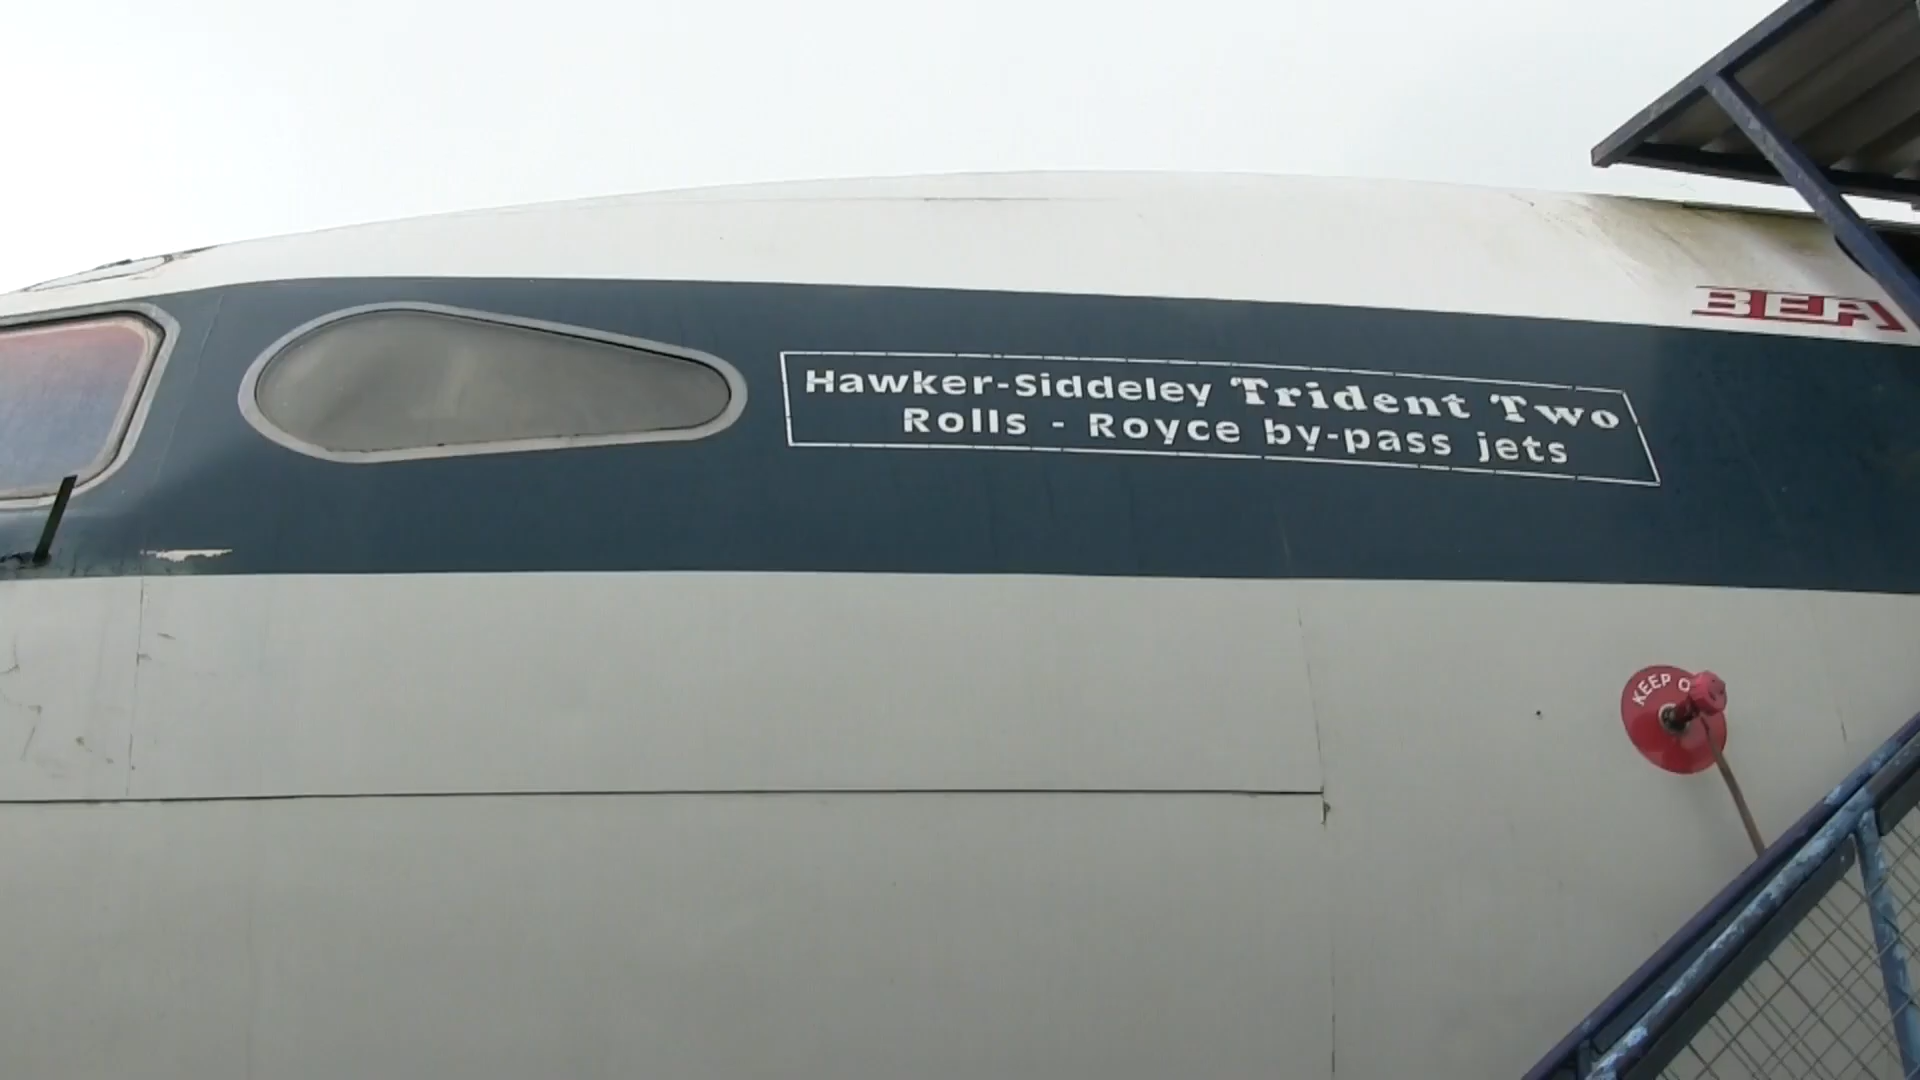 BEA
Hawker-Siddeley Trident Two
Rolls - Royce by-pass jets
KEEP